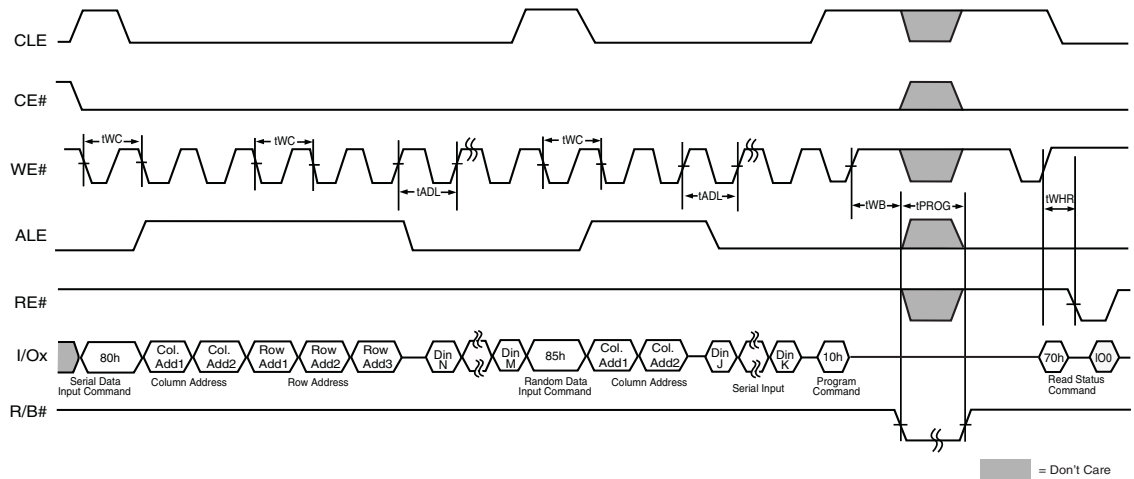 CLE
CE#
tWC
tWC
tWC
WE#
tADL
tADL
tWB
tPROG
tWHR
ALE
RE#
I/Ox
80h
Col. Add1
Col. Add2
Row Add1
Row Add2
Row Add3
Din N
Din M
85h
Col. Add1
Col. Add2
Din J
Din K
10h
70h
I00
Serial Data
Input Command
Column Address
Row Address
Random Data
Input Command
Column Address
Serial Input
Program
Command
Read Status
Command
R/B#
= Don't Care